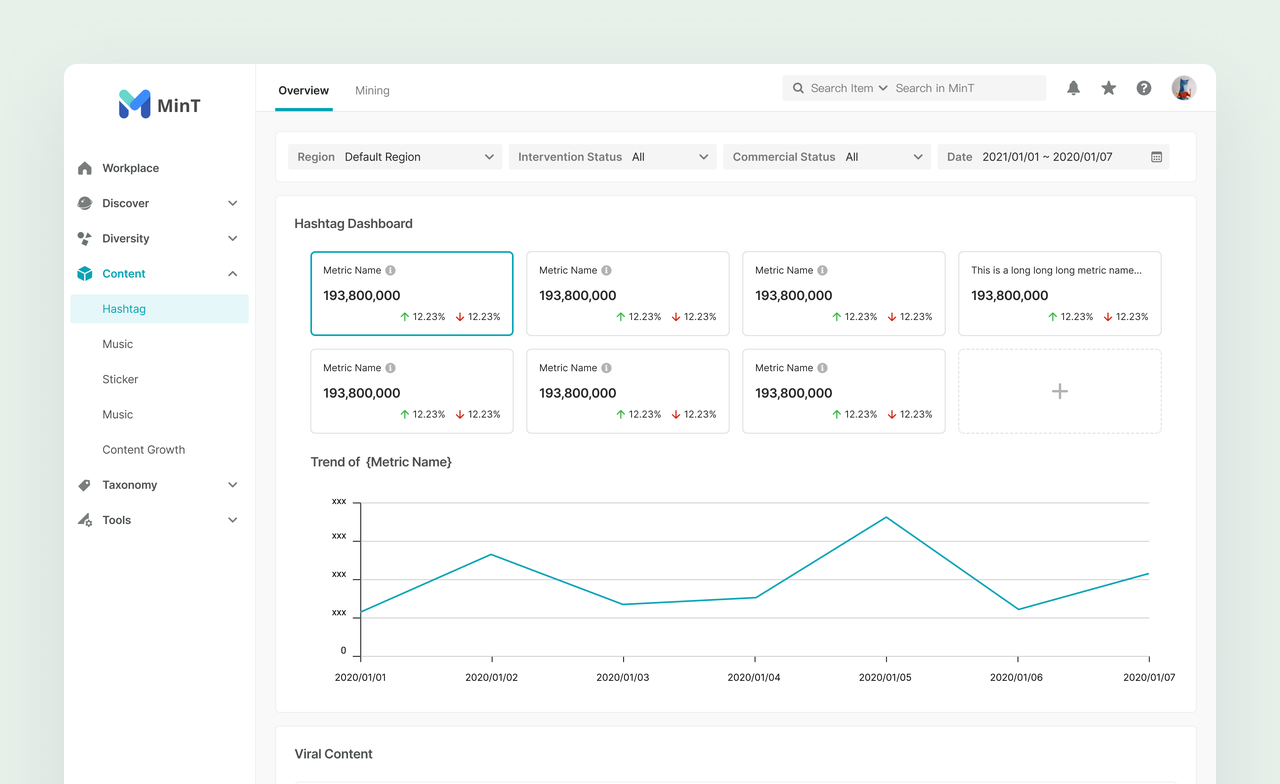 MinT
Workplace
Discover
Diversity
Content
Hashtag
Music
Sticker
Music
Content Growth
Taxonomy
Tools
Overview Mining
Search Item Search in MinT
Region Default Region Intervention Status All Commercial Status All Date 2021/01/01 ~ 2020/01/07
Hashtag Dashboard
Metric Name
193,800,000
12.23% 12.23%
Metric Name
193,800,000
12.23% 12.23%
Metric Name
193,800,000
12.23% 12.23%
This is a long long long metric name...
193,800,000
12.23% 12.23%
Metric Name
193,800,000
12.23% 12.23%
Metric Name
193,800,000
12.23% 12.23%
Metric Name
193,800,000
12.23% 12.23%
Trend of {Metric Name}
xxx
xxx
xxx
xxx
0
2020/01/01 2020/01/02 2020/01/03 2020/01/04 2020/01/05 2020/01/06 2020/01/07
Viral Content